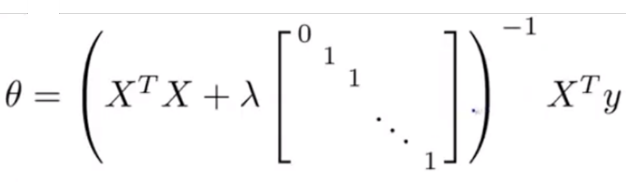 θ = (XᵀX + λ [0 1 1 ⋱ 1])⁻¹ Xᵀy